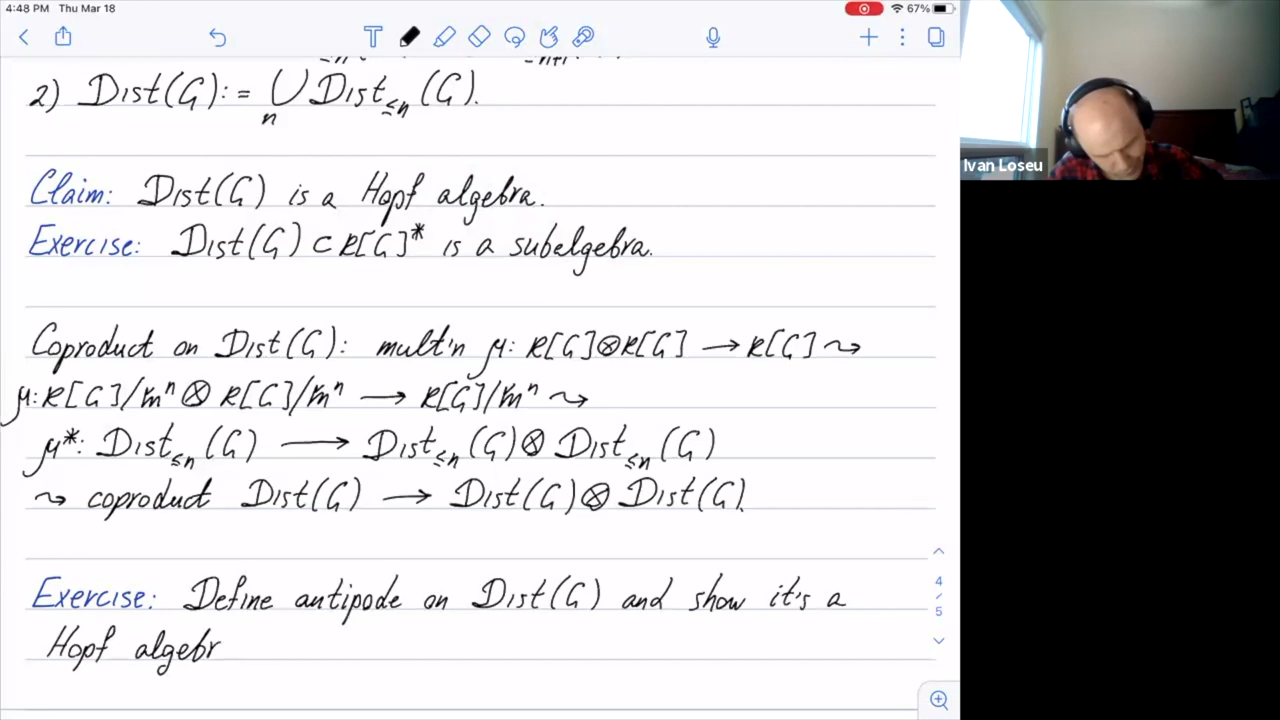 4:48 PM Thu Mar 18
67%
2) Dist(G) := ⋃ₙ Dist≤n (G).
Ivan Loseu
Claim: Dist(G) is a Hopf algebra.
Exercise: Dist(G) ⊂ k[G]* is a subalgebra.
Coproduct on Dist(G): mult'n μ: k[G]⊗k[G] → k[G] ⇝
μ: k[G]/mⁿ ⊗ k[G]/mⁿ → k[G]/mⁿ ⇝
μ*: Dist≤n (G) → Dist≤n (G) ⊗ Dist≤n (G)
⇝ coproduct Dist(G) → Dist(G) ⊗ Dist(G).
Exercise: Define antipode on Dist(G) and show it's a
Hopf algebr
4
/
5